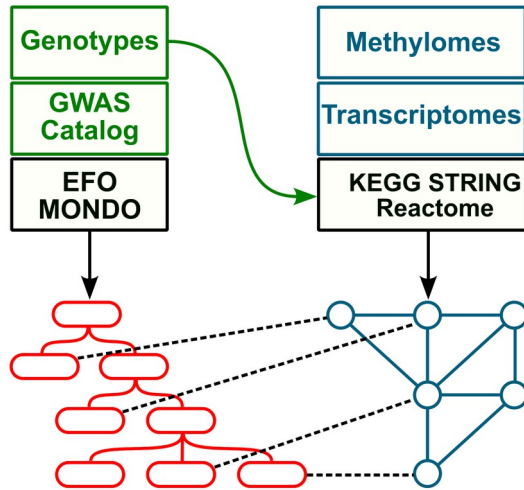 Genotypes
GWAS
Catalog
EFO
MONDO
Methylomes
Transcriptomes
KEGG STRING
Reactome